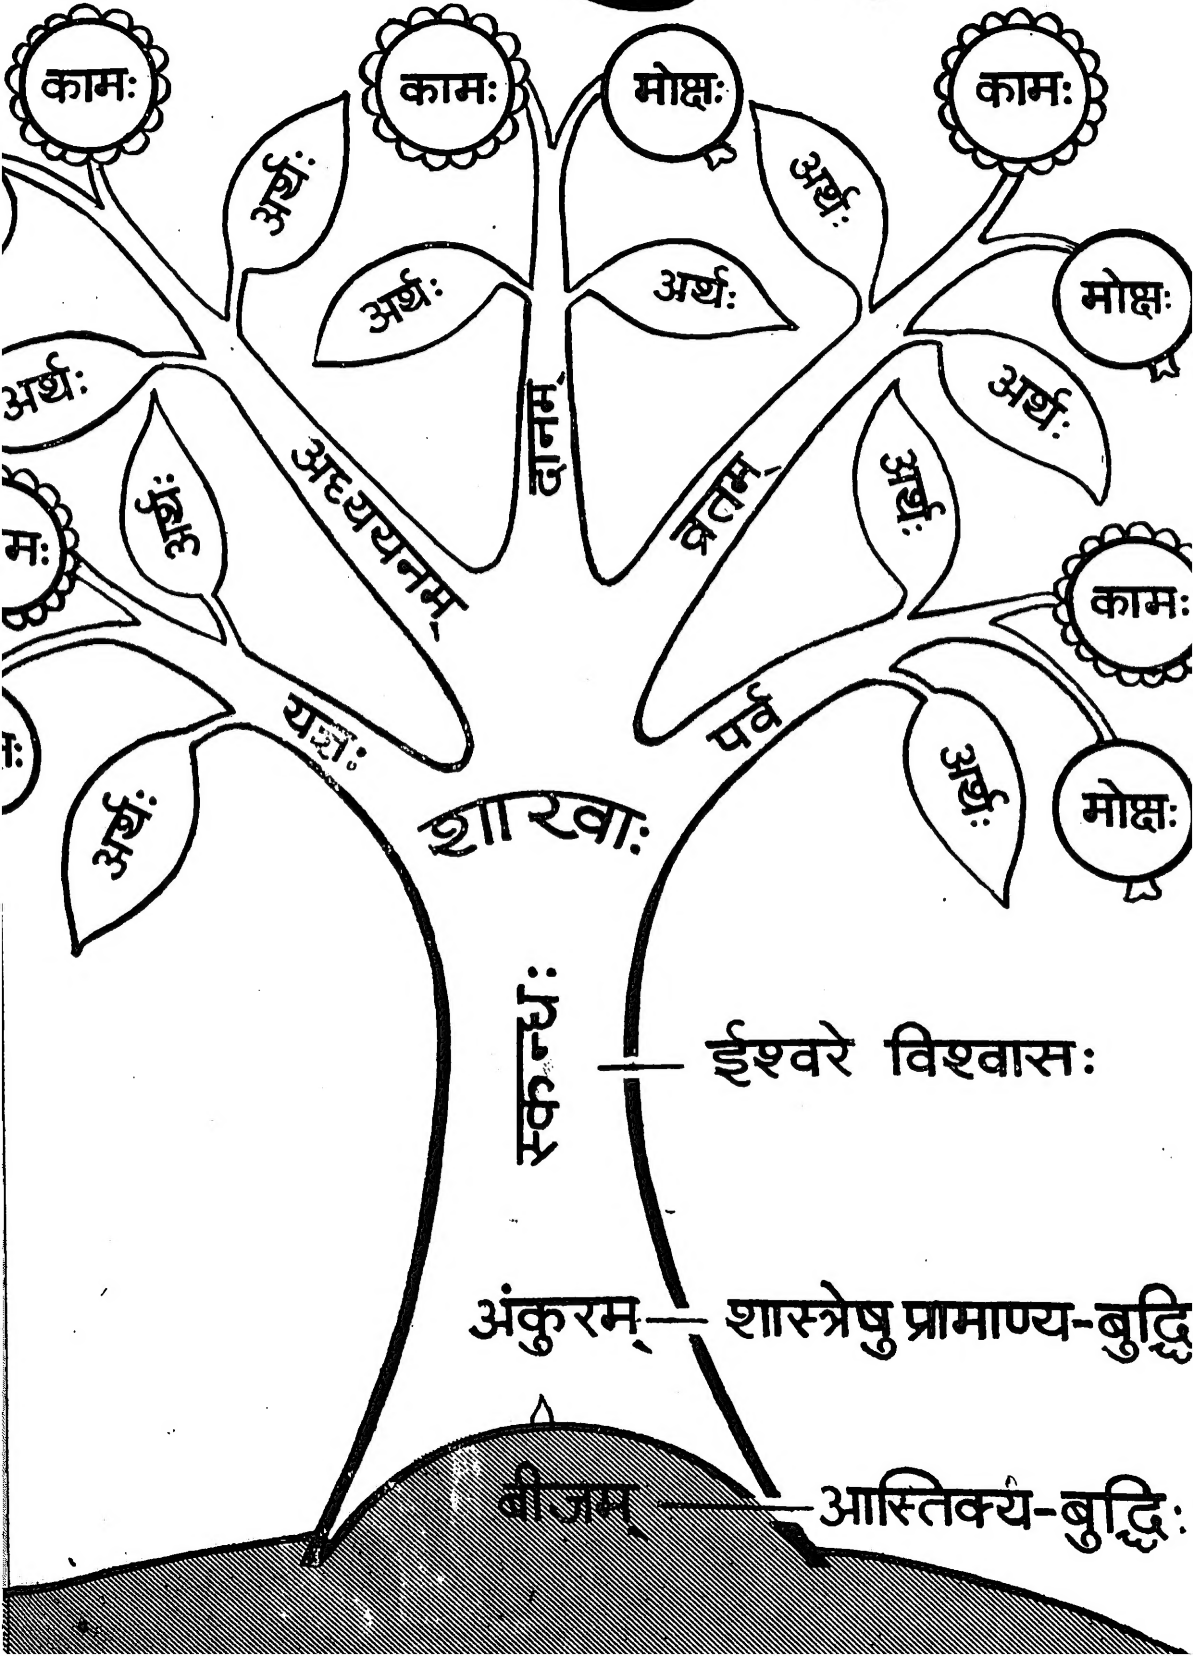 कामः
कामः
मोक्षः
कामः
अर्थः
अर्थः
अर्थः
अर्थः
मोक्षः
अर्थः
अर्थः
अर्थः
अर्थः
दानम्
अध्ययनम्
व्रतम्
मः
कामः
यज्ञः
पर्व
अर्थः
अर्थः
मोक्षः
शाखाः
स्कन्धः
ईश्वरे विश्वासः
अंकुरम् — शास्त्रेषु प्रामाण्य-बुद्धि
बीजम् — आस्तिक्य-बुद्धिः